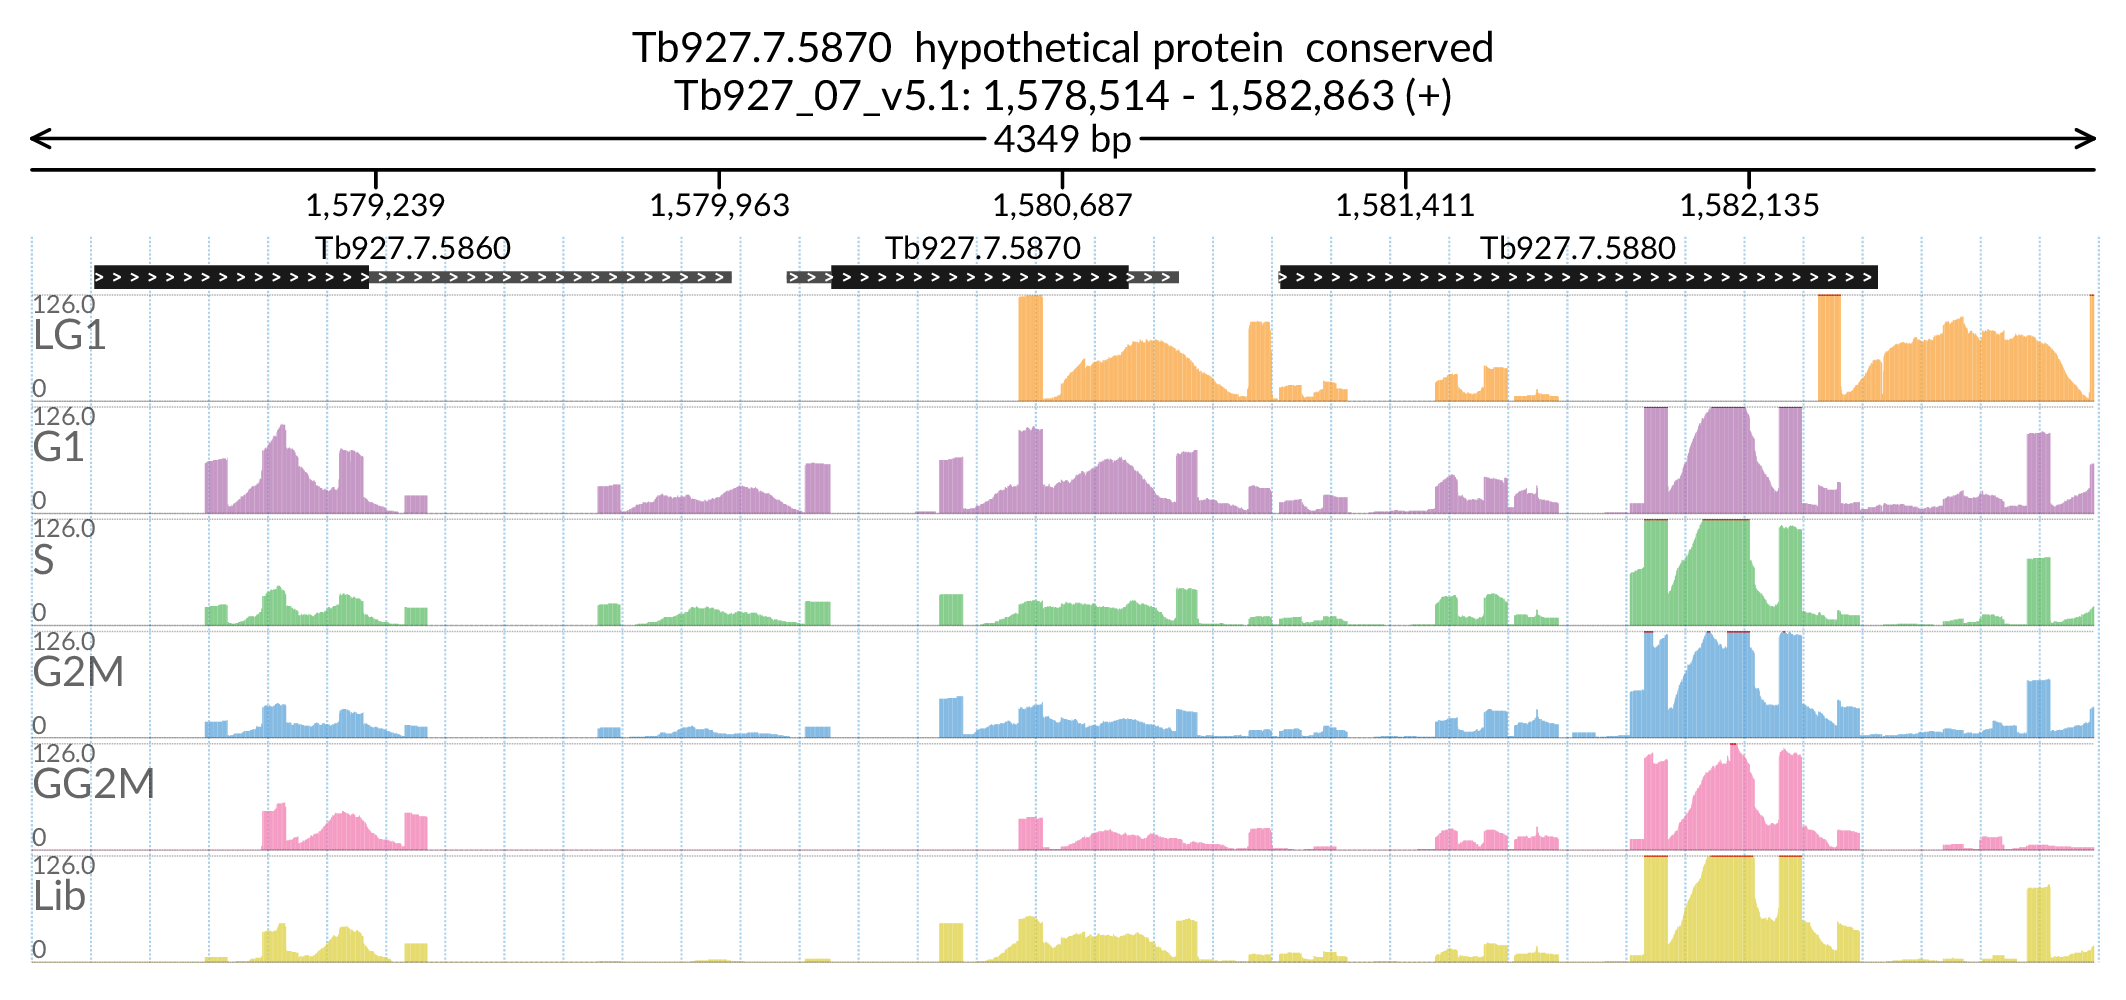 Tb927.7.5870  hypothetical protein  conserved
Tb927_07_v5.1: 1,578,514 - 1,582,863 (+)
4349 bp
1,579,239 1,579,963 1,580,687 1,581,411 1,582,135
Tb927.7.5860 Tb927.7.5870 Tb927.7.5880
126.0
LG1
0
126.0
G1
0
126.0
S
0
126.0
G2M
0
126.0
GG2M
0
126.0
Lib
0